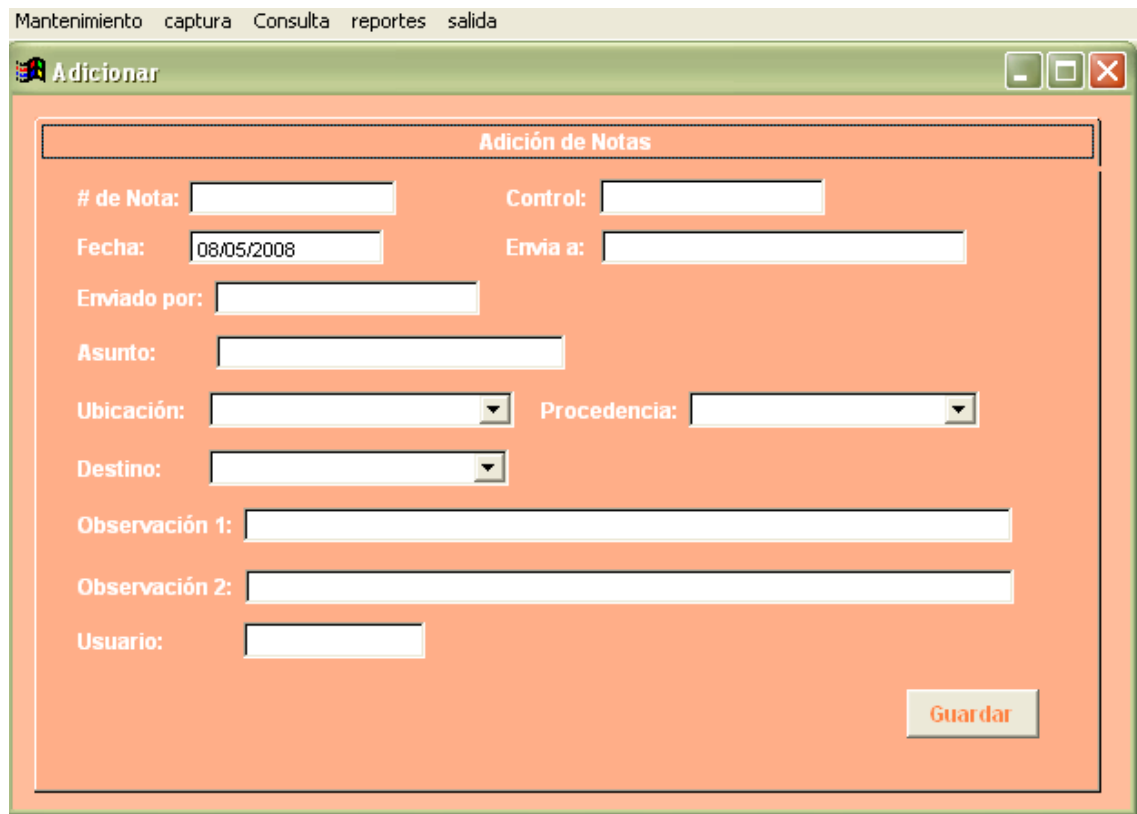 Mantenimiento captura Consulta reportes salida
Adicionar
Adición de Notas
# de Nota: Control:
Fecha: 08/05/2008 Envia a:
Enviado por:
Asunto:
Ubicación: Procedencia:
Destino:
Observación 1:
Observación 2:
Usuario:
Guardar